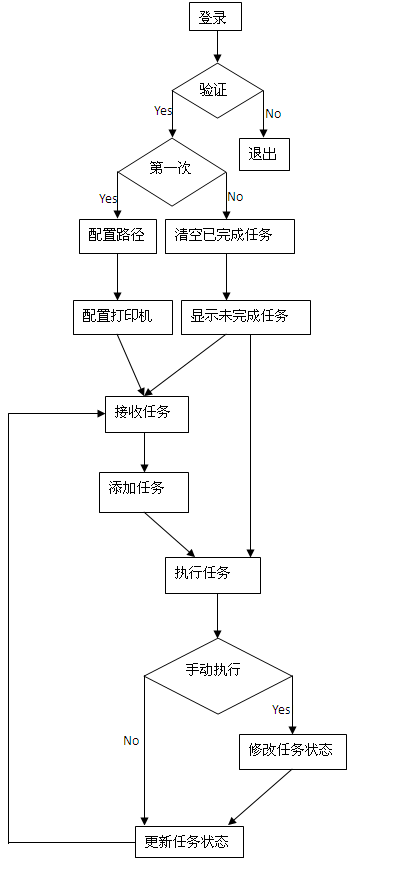 登录
验证
Yes
No
退出
第一次
Yes
No
配置路径
清空已完成任务
配置打印机
显示未完成任务
接收任务
添加任务
执行任务
手动执行
Yes
No
修改任务状态
更新任务状态